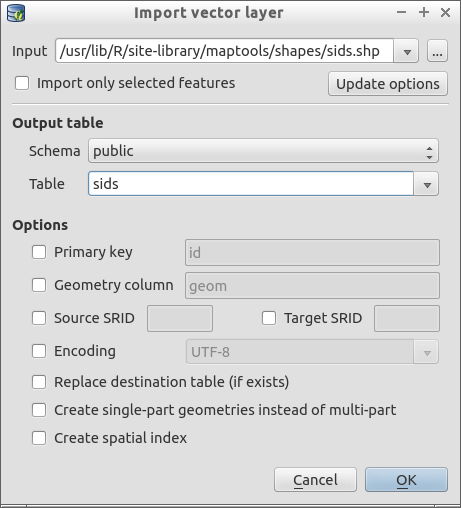 Import vector layer
Input /usr/lib/R/site-library/maptools/shapes/sids.shp ...
Import only selected features Update options
Output table
Schema public
Table sids
Options
Primary key id
Geometry column geom
Source SRID Target SRID
Encoding UTF-8
Replace destination table (if exists)
Create single-part geometries instead of multi-part
Create spatial index
Cancel OK